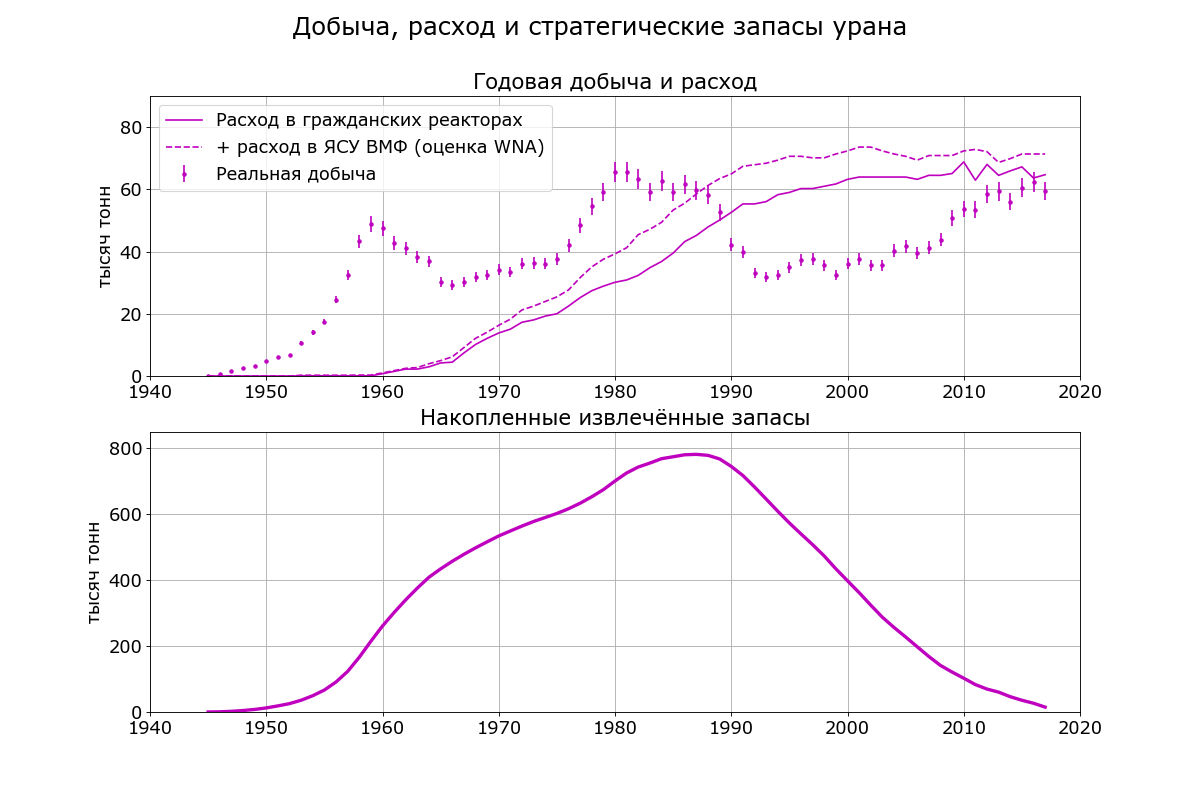 Добыча, расход и стратегические запасы урана
Годовая добыча и расход
Расход в гражданских реакторах
+ расход в ЯСУ ВМФ (оценка WNA)
Реальная добыча
тысяч тонн
80
60
40
20
0
1940 1950 1960 1970 1980 1990 2000 2010 2020
Накопленные извлечённые запасы
тысяч тонн
800
600
400
200
0
1940 1950 1960 1970 1980 1990 2000 2010 2020